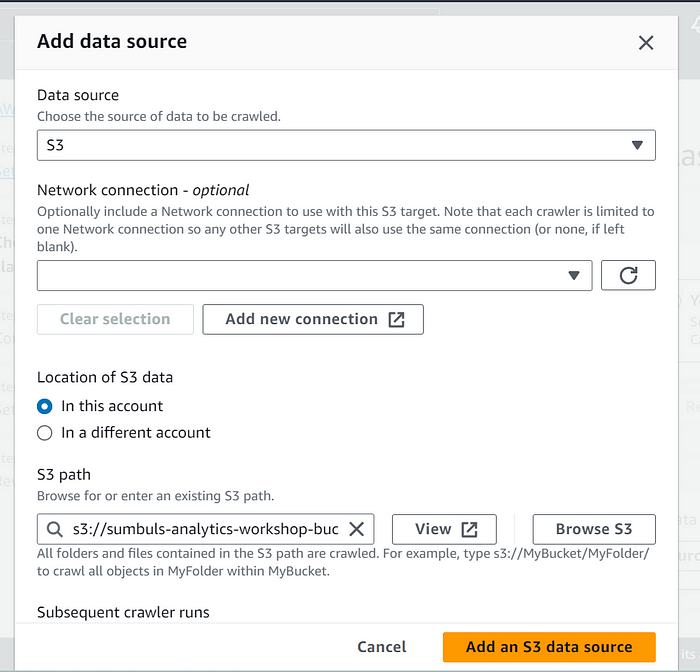 Add data source
Data source
Choose the source of data to be crawled.
S3
Network connection - optional
Optionally include a Network connection to use with this S3 target. Note that each crawler is limited to
one Network connection so any other S3 targets will also use the same connection (or none, if left
blank).
Clear selection
Add new connection
Location of S3 data
In this account
In a different account
S3 path
Browse for or enter an existing S3 path.
s3://sumbuls-analytics-workshop-buc
View
Browse S3
All folders and files contained in the S3 path are crawled. For example, type s3://MyBucket/MyFolder/
to crawl all objects in MyFolder within MyBucket.
Subsequent crawler runs
Cancel
Add an S3 data source